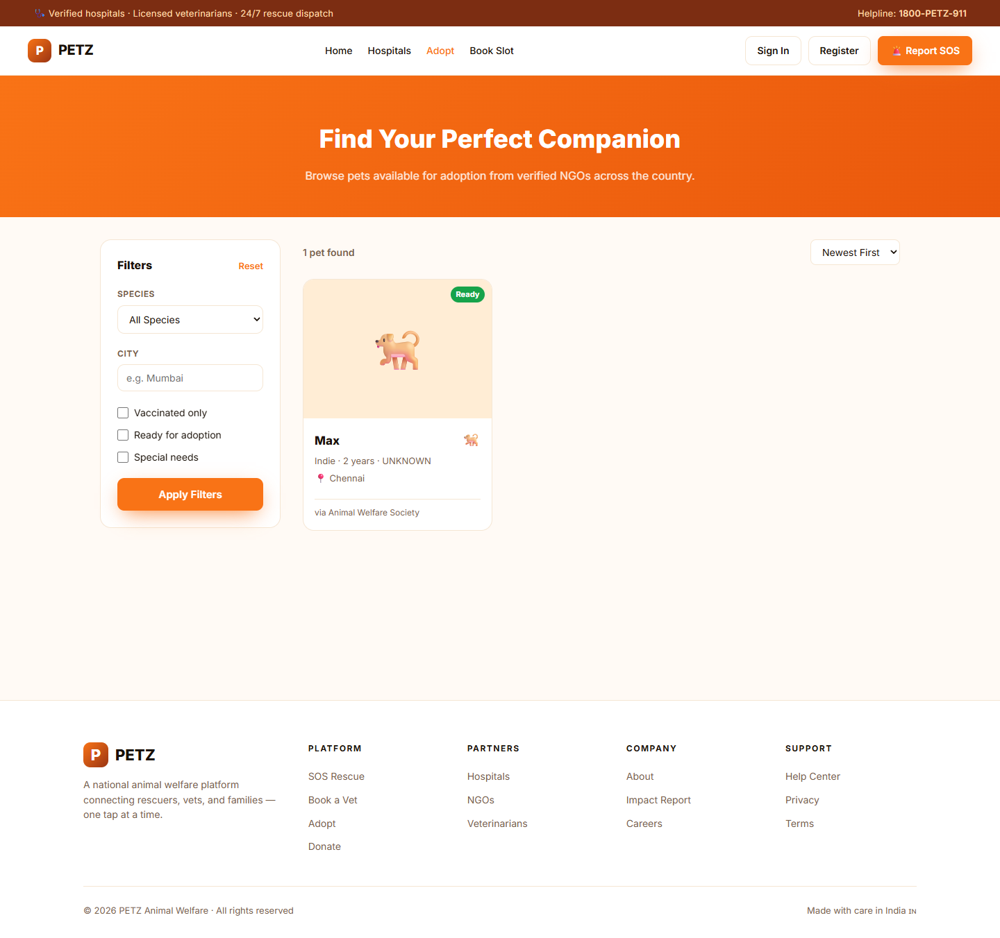 Verified hospitals · Licensed veterinarians · 24/7 rescue dispatch
Helpline: 1800-PETZ-911
P PETZ
Home
Hospitals
Adopt
Book Slot
Sign In
Register
Report SOS
Find Your Perfect Companion
Browse pets available for adoption from verified NGOs across the country.
Filters
Reset
SPECIES
All Species
CITY
e.g. Mumbai
Vaccinated only
Ready for adoption
Special needs
Apply Filters
1 pet found
Newest First
Ready
Max
Indie · 2 years · UNKNOWN
Chennai
via Animal Welfare Society
P PETZ
A national animal welfare platform
connecting rescuers, vets, and families —
one tap at a time.
PLATFORM
SOS Rescue
Book a Vet
Adopt
Donate
PARTNERS
Hospitals
NGOs
Veterinarians
COMPANY
About
Impact Report
Careers
SUPPORT
Help Center
Privacy
Terms
© 2026 PETZ Animal Welfare · All rights reserved
Made with care in India IN